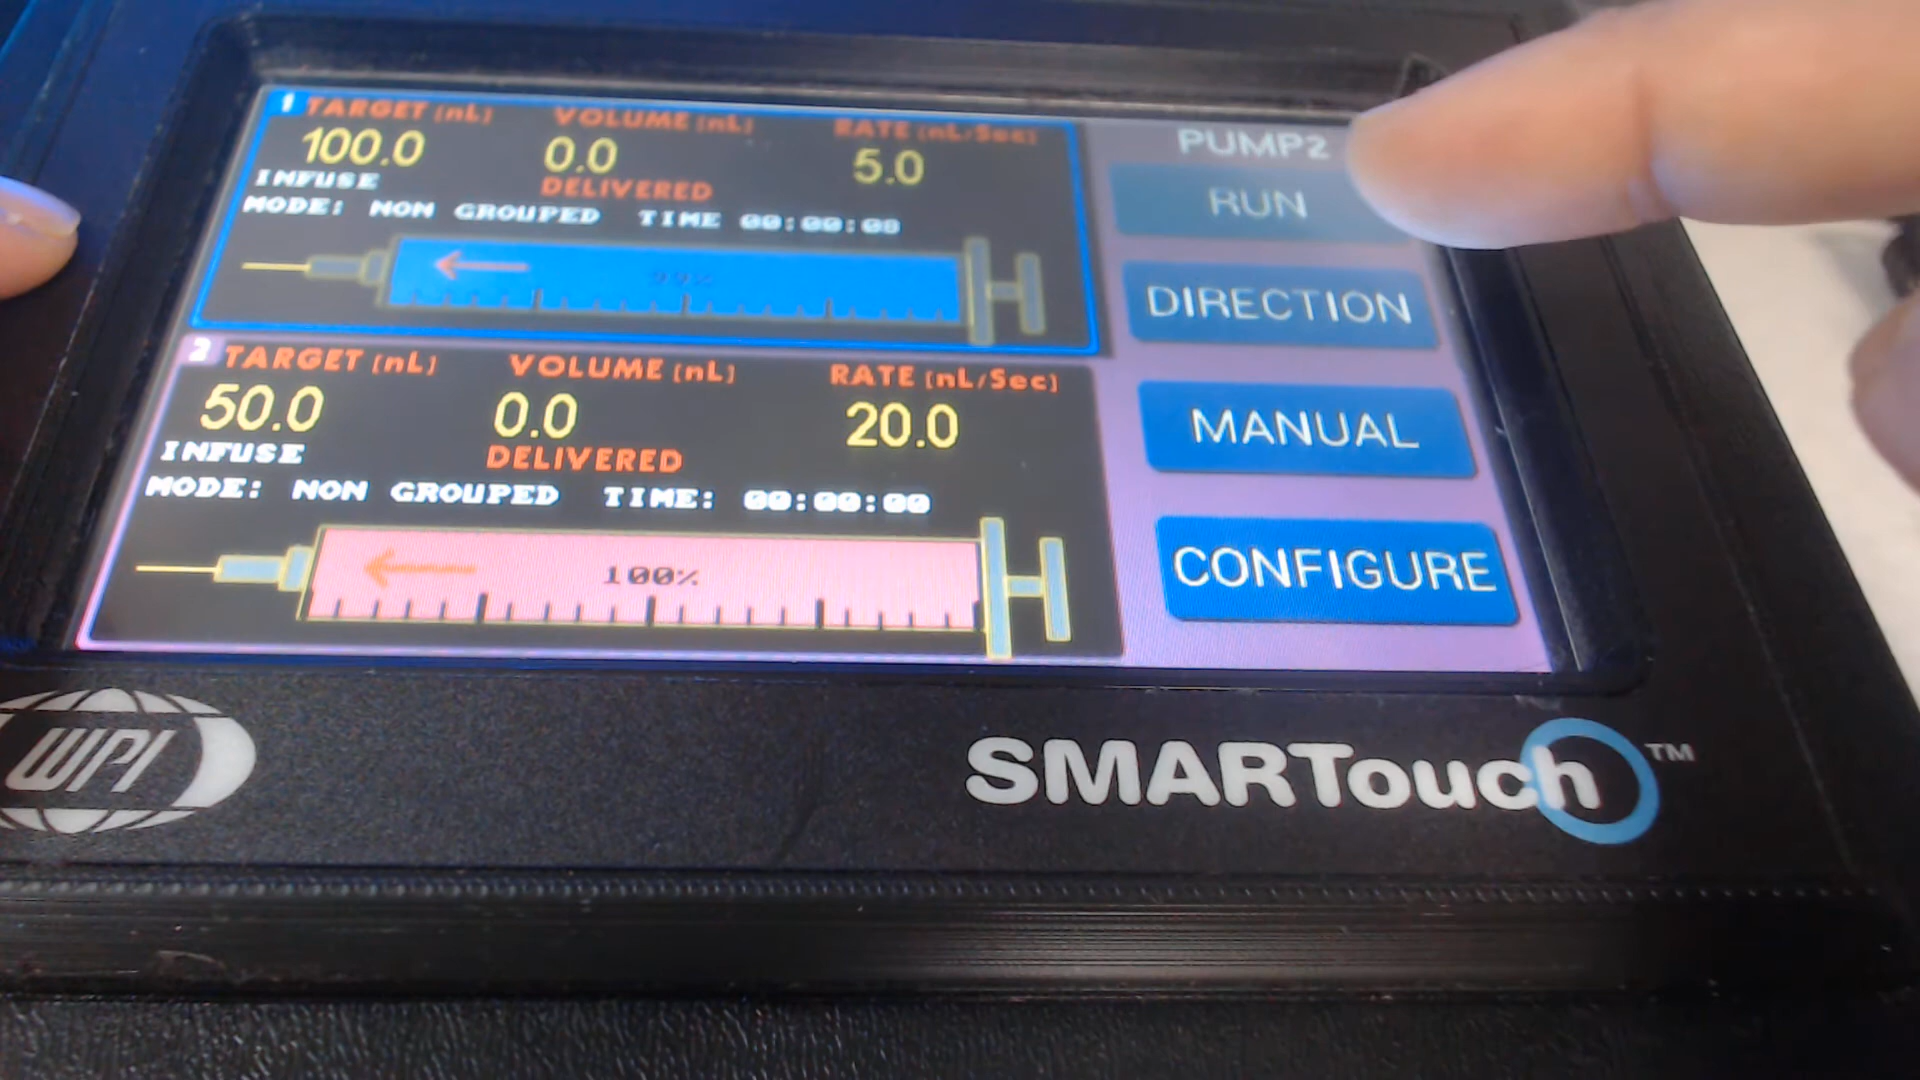 1 TARGET (nL) VOLUME (nL) RATE (nL/Sec)
100.0 0.0 5.0
INFUSE DELIVERED
MODE: NON GROUPED TIME 00:00:08
99%
2 TARGET (nL) VOLUME (nL) RATE (nL/Sec)
50.0 0.0 20.0
INFUSE DELIVERED
MODE: NON GROUPED TIME: 00:00:00
100%
PUMP2
RUN
DIRECTION
MANUAL
CONFIGURE
WPI
SMARTouch™